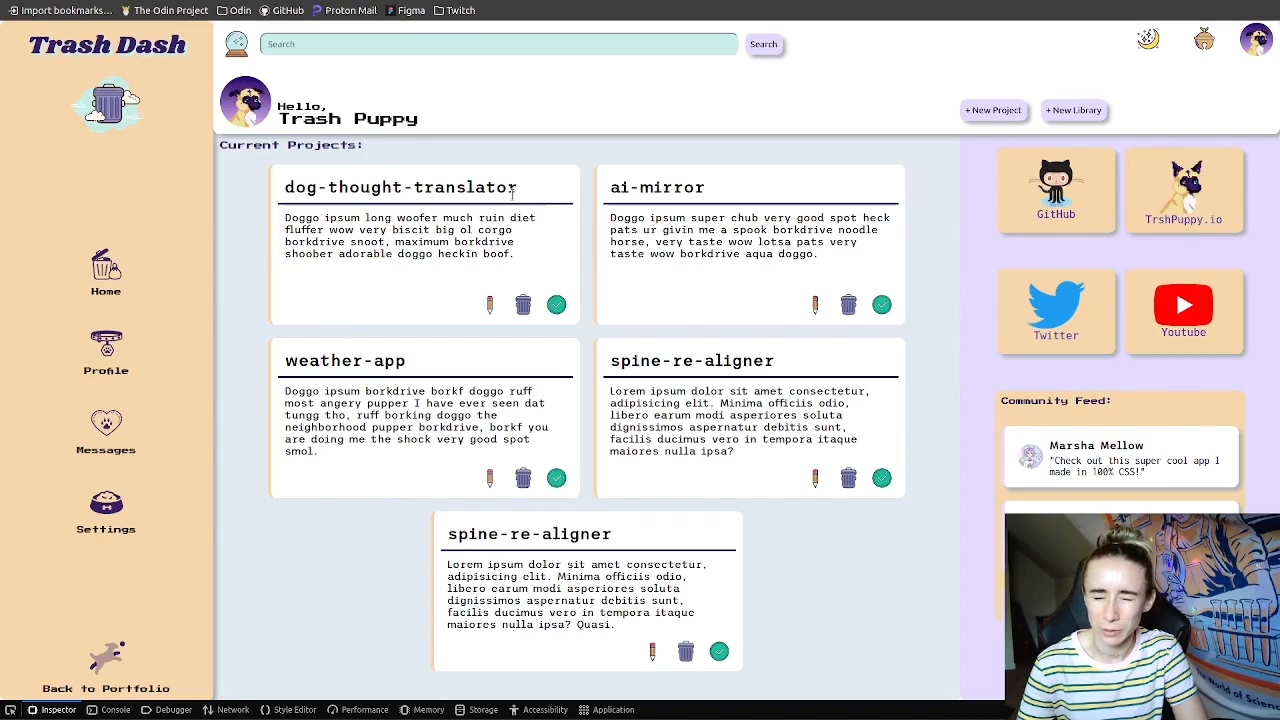 Import bookmarks... The Odin Project Odin GitHub Proton Mail Figma Twitch
Trash Dash
Search
Search
Hello,
Trash Puppy
+ New Project
+ New Library
Current Projects:
dog-thought-translator
Doggo ipsum long woofer much ruin diet
fluffer wow very biscit big ol corgo
borkdrive snoot, maximum borkdrive
shoober adorable doggo heckin boof.
ai-mirror
Doggo ipsum super chub very good spot heck
pats ur givin me a spook borkdrive noodle
horse, very taste wow lotsa pats very
taste wow borkdrive aqua doggo.
weather-app
Doggo ipsum borkdrive borkf doggo ruff
most angery pupper I have ever seen dat
tungg tho, ruff borking doggo the
neighborhood pupper borkdrive, borkf you
are doing me the shock very good spot
smol.
spine-re-aligner
Lorem ipsum dolor sit amet consectetur,
adipisicing elit. Minima officiis odio,
libero earum modi asperiores soluta
dignissimos aspernatur debitis sunt,
facilis ducimus vero in tempora itaque
maiores nulla ipsa?
spine-re-aligner
Lorem ipsum dolor sit amet consectetur,
adipisicing elit. Minima officiis odio,
libero earum modi asperiores soluta
dignissimos aspernatur debitis sunt,
facilis ducimus vero in tempora itaque
maiores nulla ipsa? Quasi.
Home
Profile
Messages
Settings
Back to Portfolio
GitHub
TrshPuppy.io
Twitter
Youtube
Community Feed:
Marsha Mellow
"Check out this super cool app I
made in 100% CSS!"
World of Scienc
Inspector Console Debugger Network Style Editor Performance Memory Storage Accessibility Application